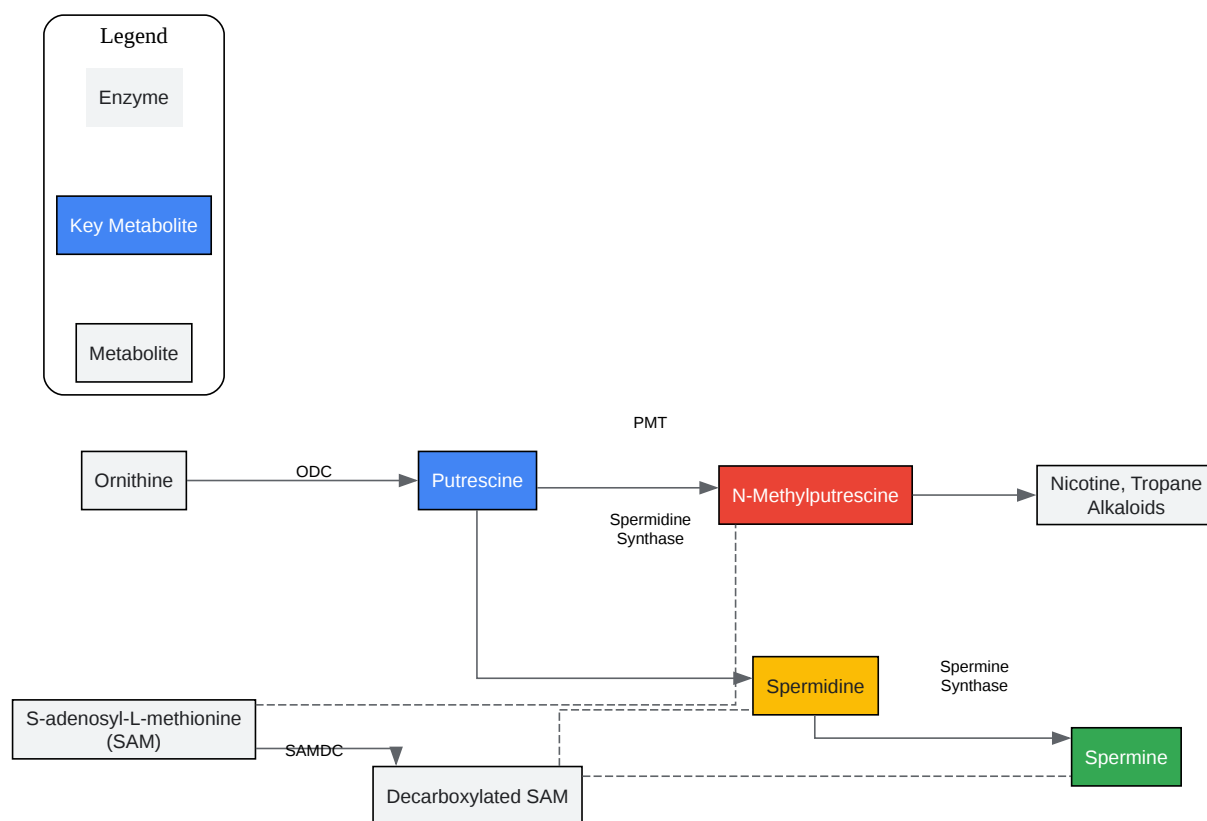 Legend
Enzyme
Key Metabolite
Metabolite
PMT
Ornithine
ODC
Putrescine
N-Methylputrescine
Nicotine, Tropane
Alkaloids
Spermidine
Synthase
Spermidine
Spermine
Synthase
S-adenosyl-L-methionine
(SAM)
SAMDC
Decarboxylated SAM
Spermine